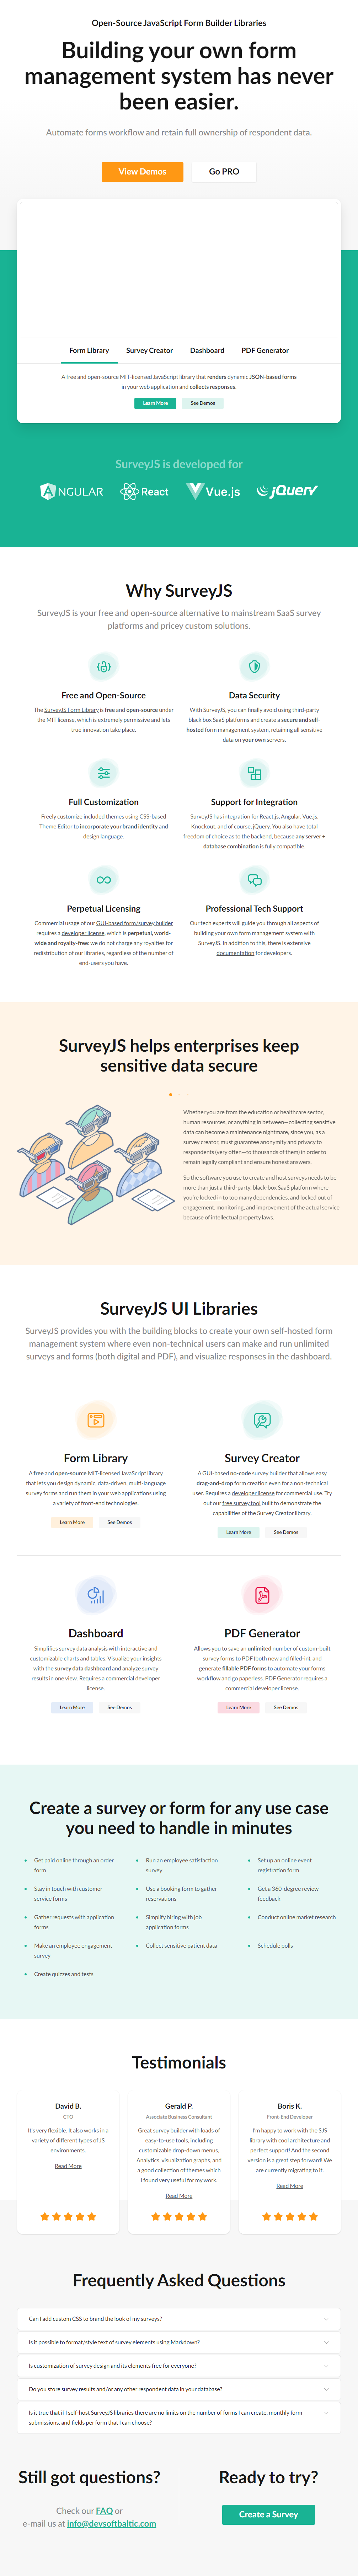 Open-Source JavaScript Form Builder Libraries
Building your own form
management system has never
been easier.
Automate forms workflow and retain full ownership of respondent data.
View Demos
Go PRO
Form Library
Survey Creator
Dashboard
PDF Generator
A free and open-source MIT-licensed JavaScript library that renders dynamic JSON-based forms
in your web application and collects responses.
Learn More
See Demos
SurveyJS is developed for
NGULAR
React
Vue.js
jQuery
Why SurveyJS
SurveyJS is your free and open-source alternative to mainstream SaaS survey
platforms and pricey custom solutions.
Free and Open-Source
The SurveyJS Form Library is free and open-source under
the MIT license, which is extremely permissive and lets
true innovation take place.
Data Security
With SurveyJS, you can finally avoid using third-party
black box SaaS platforms and create a secure and self-
hosted form management system, retaining all sensitive
data on your own servers.
Full Customization
Freely customize included themes using CSS-based
Theme Editor to incorporate your brand identity and
design language.
Support for Integration
SurveyJS has integration for React.js, Angular, Vue.js,
Knockout, and of course, jQuery. You also have total
freedom of choice as to the backend, because any server +
database combination is fully compatible.
Perpetual Licensing
Commercial usage of our GUI-based form/survey builder
requires a developer license, which is perpetual, world-
wide and royalty-free: we do not charge any royalties for
redistribution of our libraries, regardless of the number of
end-users you have.
Professional Tech Support
Our tech experts will guide you through all aspects of
building your own form management system with
SurveyJS. In addition to this, there is extensive
documentation for developers.
SurveyJS helps enterprises keep
sensitive data secure
Whether you are from the education or healthcare sector,
human resources, or anything in between—collecting sensitive
data can become a maintenance nightmare, since you, as a
survey creator, must guarantee anonymity and privacy to
respondents (very often—to thousands of them) in order to
remain legally compliant and ensure honest answers.
So the software you use to create and host surveys needs to be
more than just a third-party, black-box SaaS platform where
you're locked in to too many dependencies, and locked out of
engagement, monitoring, and improvement of the actual service
because of intellectual property laws.
SurveyJS UI Libraries
SurveyJS provides you with the building blocks to create your own self-hosted form
management system where even non-technical users can make and run unlimited
surveys and forms (both digital and PDF), and visualize responses in the dashboard.
Form Library
A free and open-source MIT-licensed JavaScript library
that lets you design dynamic, data-driven, multi-language
survey forms and run them in your web applications using
a variety of front-end technologies.
Learn More
See Demos
Survey Creator
A GUI-based no-code survey builder that allows easy
drag-and-drop form creation even for a non-technical
user. Requires a developer license for commercial use. Try
out our free survey tool built to demonstrate the
capabilities of the Survey Creator library.
Learn More
See Demos
Dashboard
Simplifies survey data analysis with interactive and
customizable charts and tables. Visualize your insights
with the survey data dashboard and analyze survey
results in one view. Requires a commercial developer
license.
Learn More
See Demos
PDF Generator
Allows you to save an unlimited number of custom-built
survey forms to PDF (both new and filled-in), and
generate fillable PDF forms to automate your forms
workflow and go paperless. PDF Generator requires a
commercial developer license.
Learn More
See Demos
Create a survey or form for any use case
you need to handle in minutes
Get paid online through an order
form
Run an employee satisfaction
survey
Set up an online event
registration form
Stay in touch with customer
service forms
Use a booking form to gather
reservations
Get a 360-degree review
feedback
Gather requests with application
forms
Simplify hiring with job
application forms
Conduct online market research
Make an employee engagement
survey
Collect sensitive patient data
Schedule polls
Create quizzes and tests
Testimonials
David B.
CTO
It's very flexible. It also works in a
variety of different types of JS
environments.
Read More
Gerald P.
Associate Business Consultant
Great survey builder with loads of
easy-to-use tools, including
customizable drop-down menus,
Analytics, visualization graphs, and
a good collection of themes which
I found very useful for my work.
Read More
Boris K.
Front-End Developer
I'm happy to work with the SJS
library with cool architecture and
perfect support! And the second
version is a great step forward! We
are currently migrating to it.
Read More
Frequently Asked Questions
Can I add custom CSS to brand the look of my surveys?
Is it possible to format/style text of survey elements using Markdown?
Is customization of survey design and its elements free for everyone?
Do you store survey results and/or any other respondent data in your database?
Is it true that if I self-host SurveyJS libraries there are no limits on the number of forms I can create, monthly form
submissions, and fields per form that I can choose?
Still got questions?
Check our FAQ or
e-mail us at info@devsoftbaltic.com
Ready to try?
Create a Survey